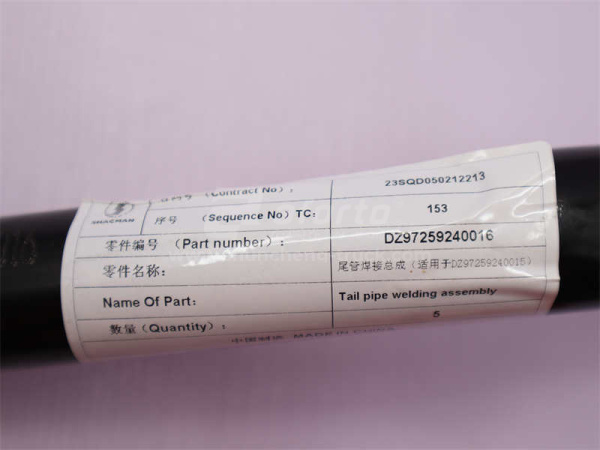 (Contract No): 23SQD050212213
SHACMAN
序号 (Sequence No) TC: 153
零件编号 (Part number): DZ97259240016
零件名称: 尾管焊接总成(适用于DZ97259240015)
Name Of Part: Tail pipe welding assembly
数量(Quantity): 5
中国制造 MADE IN CHINA